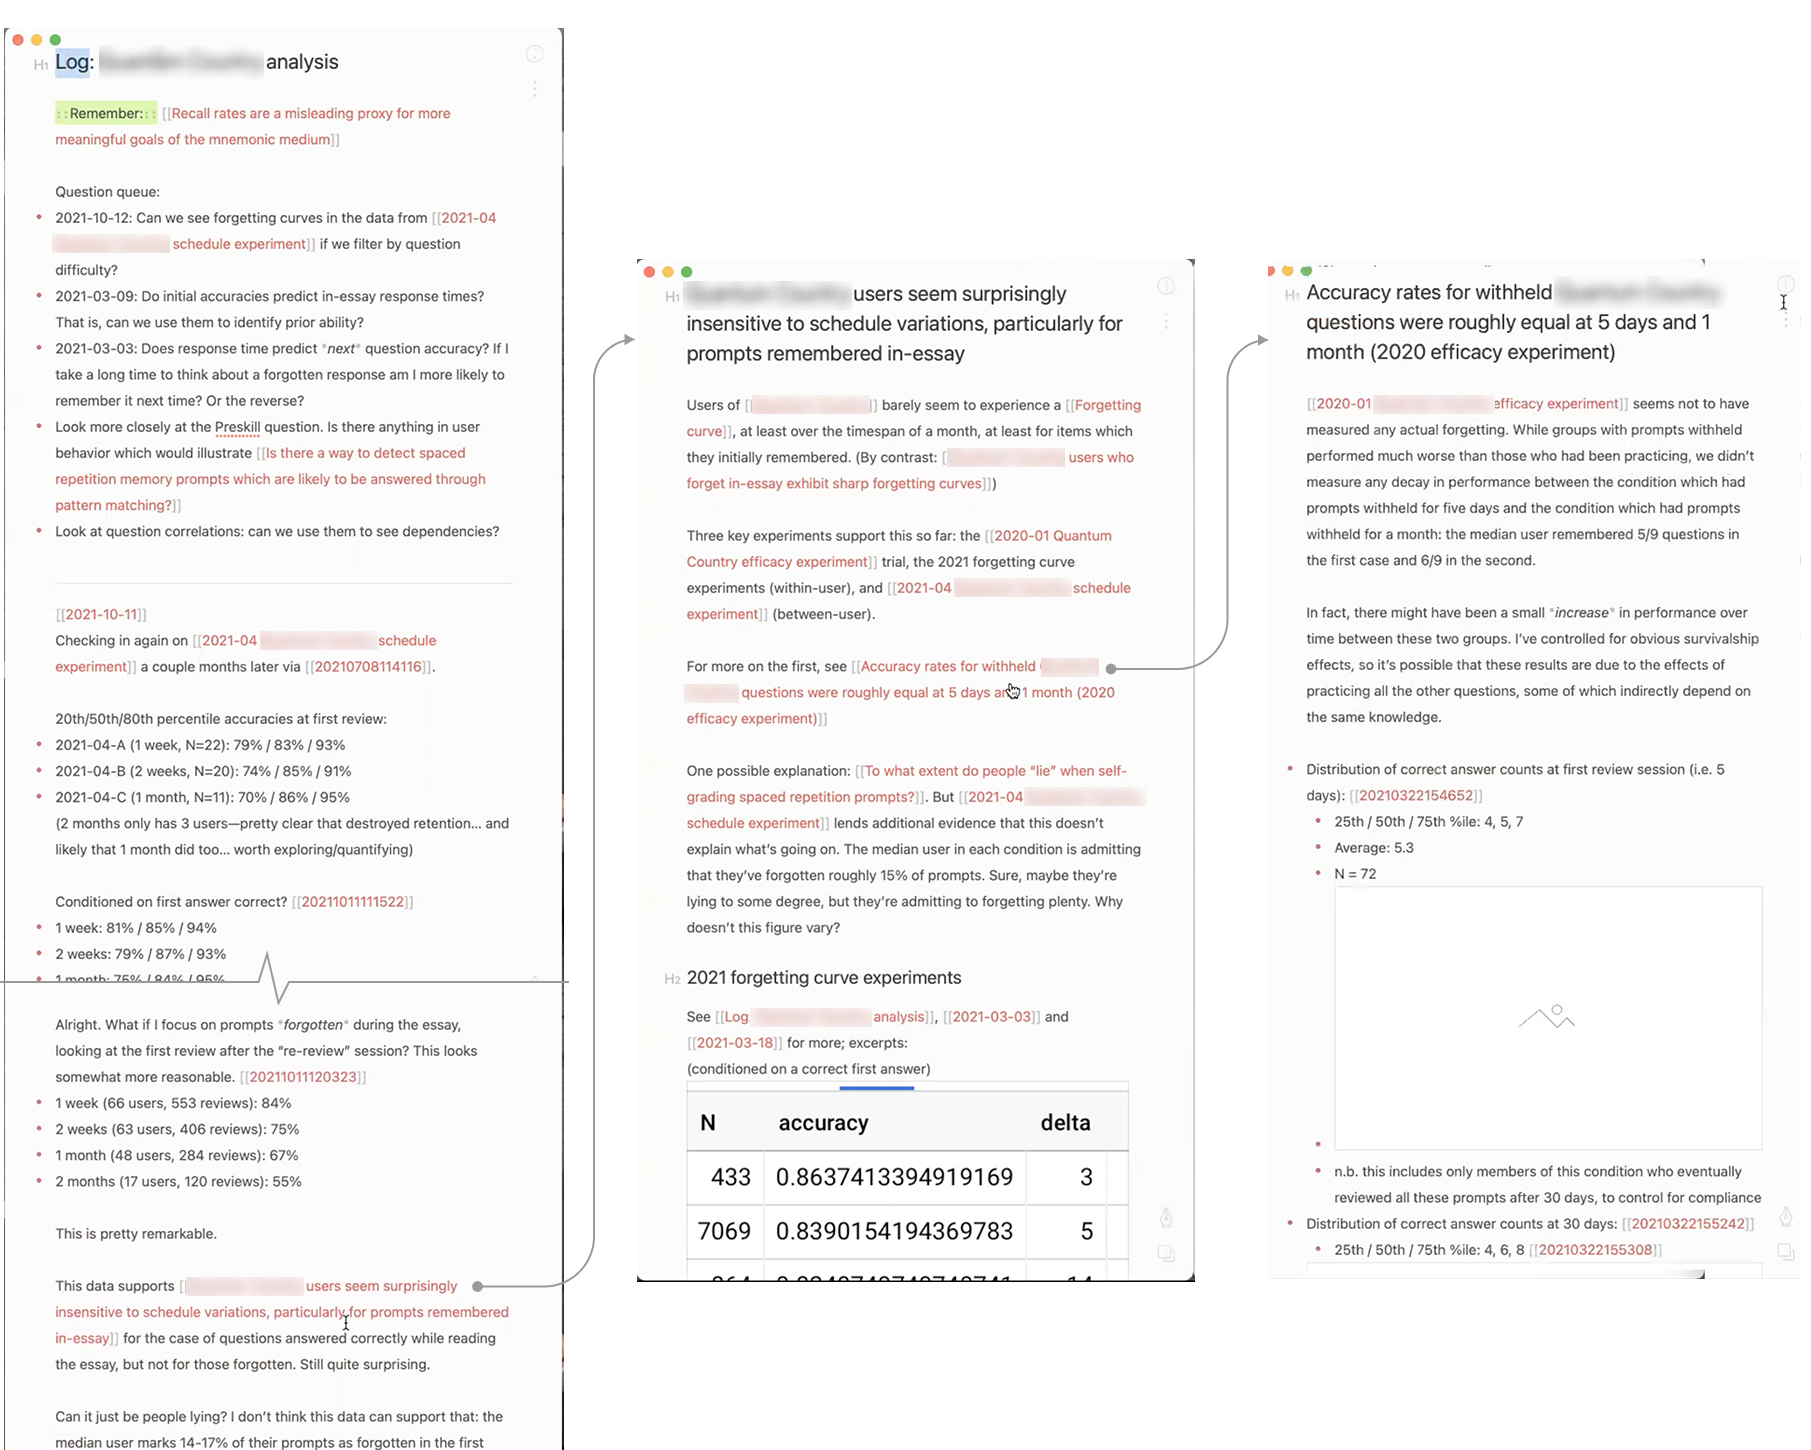 H1 Log: analysis
::Remember:: [[Recall rates are a misleading proxy for more
meaningful goals of the mnemonic medium]]
Question queue:
• 2021-10-12: Can we see forgetting curves in the data from [[2021-04
schedule experiment]] if we filter by question
difficulty?
• 2021-03-09: Do initial accuracies predict in-essay response times?
That is, can we use them to identify prior ability?
• 2021-03-03: Does response time predict *next* question accuracy? If I
take a long time to think about a forgotten response am I more likely to
remember it next time? Or the reverse?
• Look more closely at the Preskill question. Is there anything in user
behavior which would illustrate [[Is there a way to detect spaced
repetition memory prompts which are likely to be answered through
pattern matching?]]
• Look at question correlations: can we use them to see dependencies?
[[2021-10-11]]
Checking in again on [[2021-04 schedule
experiment]] a couple months later via [[20210708114116]].
20th/50th/80th percentile accuracies at first review:
• 2021-04-A (1 week, N=22): 79% / 83% / 93%
• 2021-04-B (2 weeks, N=20): 74% / 85% / 91%
• 2021-04-C (1 month, N=11): 70% / 86% / 95%
(2 months only has 3 users—pretty clear that destroyed retention... and
likely that 1 month did too... worth exploring/quantifying)
Conditioned on first answer correct? [[20211011111522]]
• 1 week: 81% / 85% / 94%
• 2 weeks: 79% / 87% / 93%
• 1 month: 75% / 84% / 95%
Alright. What if I focus on prompts *forgotten* during the essay,
looking at the first review after the “re-review” session? This looks
somewhat more reasonable. [[20211011120323]]
• 1 week (66 users, 553 reviews): 84%
• 2 weeks (63 users, 406 reviews): 75%
• 1 month (48 users, 284 reviews): 67%
• 2 months (17 users, 120 reviews): 55%
This is pretty remarkable.
This data supports [ users seem surprisingly
insensitive to schedule variations, particularly for prompts remembered
in-essay]] for the case of questions answered correctly while reading
the essay, but not for those forgotten. Still quite surprising.
Can it just be people lying? I don’t think this data can support that: the
median user marks 14-17% of their prompts as forgotten in the first
H1 Quantum Country users seem surprisingly
insensitive to schedule variations, particularly for
prompts remembered in-essay
Users of [[ ]] barely seem to experience a [[Forgetting
curve]], at least over the timespan of a month, at least for items which
they initially remembered. (By contrast: [ users who
forget in-essay exhibit sharp forgetting curves]])
Three key experiments support this so far: the [[2020-01 Quantum
Country efficacy experiment]] trial, the 2021 forgetting curve
experiments (within-user), and [[2021-04 schedule
experiment]] (between-user).
For more on the first, see [[Accuracy rates for withheld
questions were roughly equal at 5 days and 1 month (2020
efficacy experiment)]]
One possible explanation: [[To what extent do people “lie” when self-
grading spaced repetition prompts?]]. But [[2021-04
schedule experiment]] lends additional evidence that this doesn’t
explain what’s going on. The median user in each condition is admitting
that they’ve forgotten roughly 15% of prompts. Sure, maybe they’re
lying to some degree, but they’re admitting to forgetting plenty. Why
doesn’t this figure vary?
H2 2021 forgetting curve experiments
See [[Log: analysis]], [[2021-03-03]] and
[[2021-03-18]] for more; excerpts:
(conditioned on a correct first answer)
N accuracy delta
433 0.8637413394919169 3
7069 0.8390154194369783 5
H1 Accuracy rates for withheld Quantum Country
questions were roughly equal at 5 days and 1
month (2020 efficacy experiment)
[[2020-01 efficacy experiment]] seems not to have
measured any actual forgetting. While groups with prompts withheld
performed much worse than those who had been practicing, we didn’t
measure any decay in performance between the condition which had
prompts withheld for five days and the condition which had prompts
withheld for a month: the median user remembered 5/9 questions in
the first case and 6/9 in the second.
In fact, there might have been a small *increase* in performance over
time between these two groups. I’ve controlled for obvious survivalship
effects, so it’s possible that these results are due to the effects of
practicing all the other questions, some of which indirectly depend on
the same knowledge.
• Distribution of correct answer counts at first review session (i.e. 5
days): [[20210322154652]]
• 25th / 50th / 75th %ile: 4, 5, 7
• Average: 5.3
• N = 72
• n.b. this includes only members of this condition who eventually
reviewed all these prompts after 30 days, to control for compliance
• Distribution of correct answer counts at 30 days: [[20210322155242]]
• 25th / 50th / 75th %ile: 4, 6, 8 [[20210322155308]]